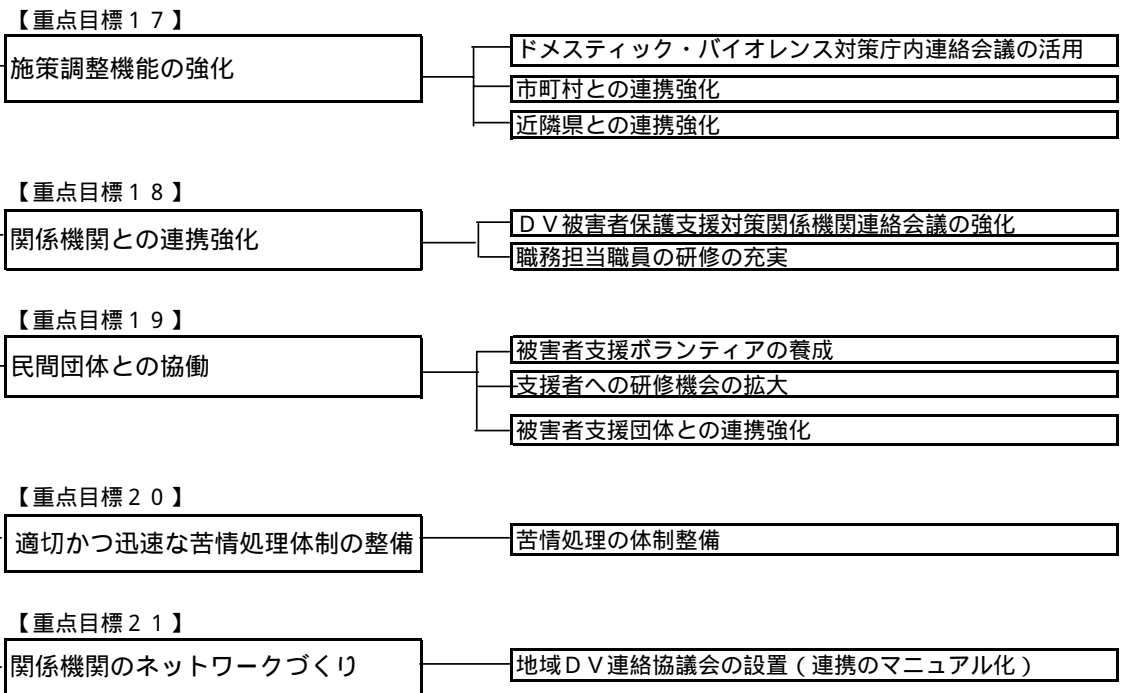 【重点目標１７】
施策調整機能の強化
ドメスティック・バイオレンス対策庁内連絡会議の活用
市町村との連携強化
近隣県との連携強化
【重点目標１８】
関係機関との連携強化
ＤＶ被害者保護支援対策関係機関連絡会議の強化
職務担当職員の研修の充実
【重点目標１９】
民間団体との協働
被害者支援ボランティアの養成
支援者への研修機会の拡大
被害者支援団体との連携強化
【重点目標２０】
適切かつ迅速な苦情処理体制の整備
苦情処理の体制整備
【重点目標２１】
関係機関のネットワークづくり
地域ＤＶ連絡協議会の設置（連携のマニュアル化）